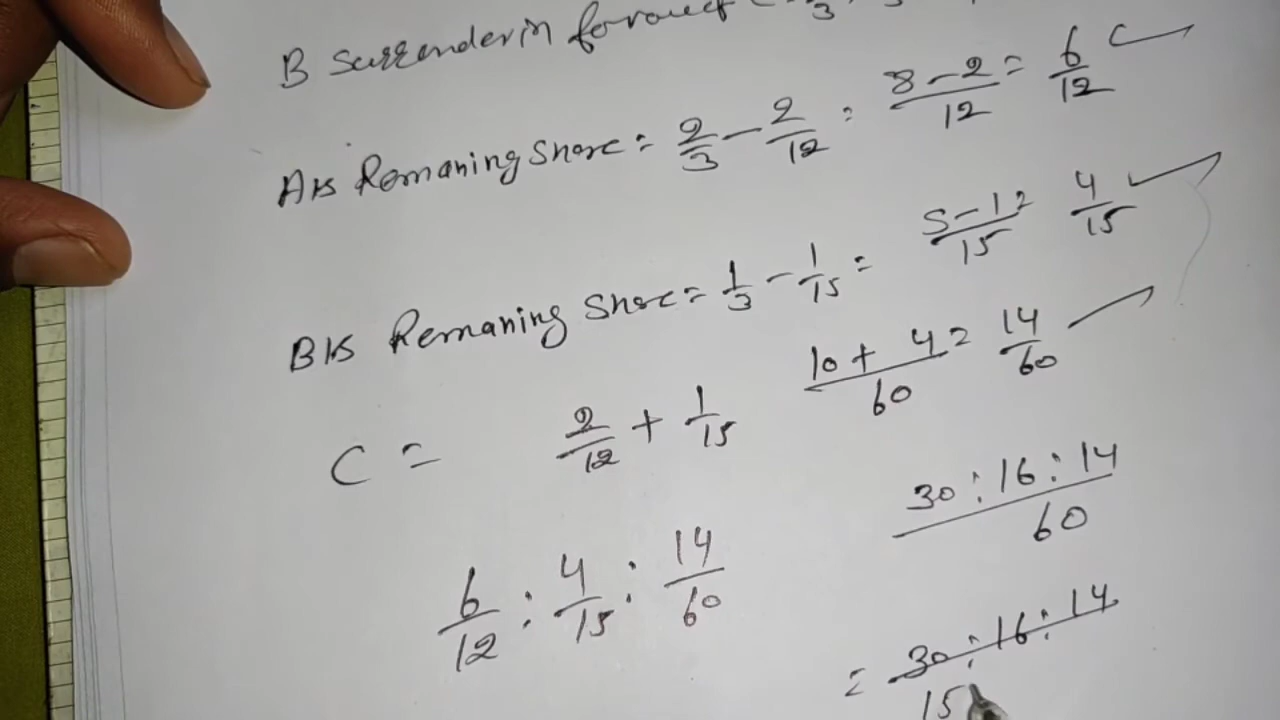 B Surrender in favour of
A's Remaning Share = 2/3 - 2/12 = 8-2/12 = 6/12
B's Remaning Share = 1/3 - 1/15 = 5-1/15 = 4/15
C = 2/12 + 1/15 10+4/60 = 14/60
30:16:14/60
6/12 : 4/15 : 14/60
= 30:16:14
15